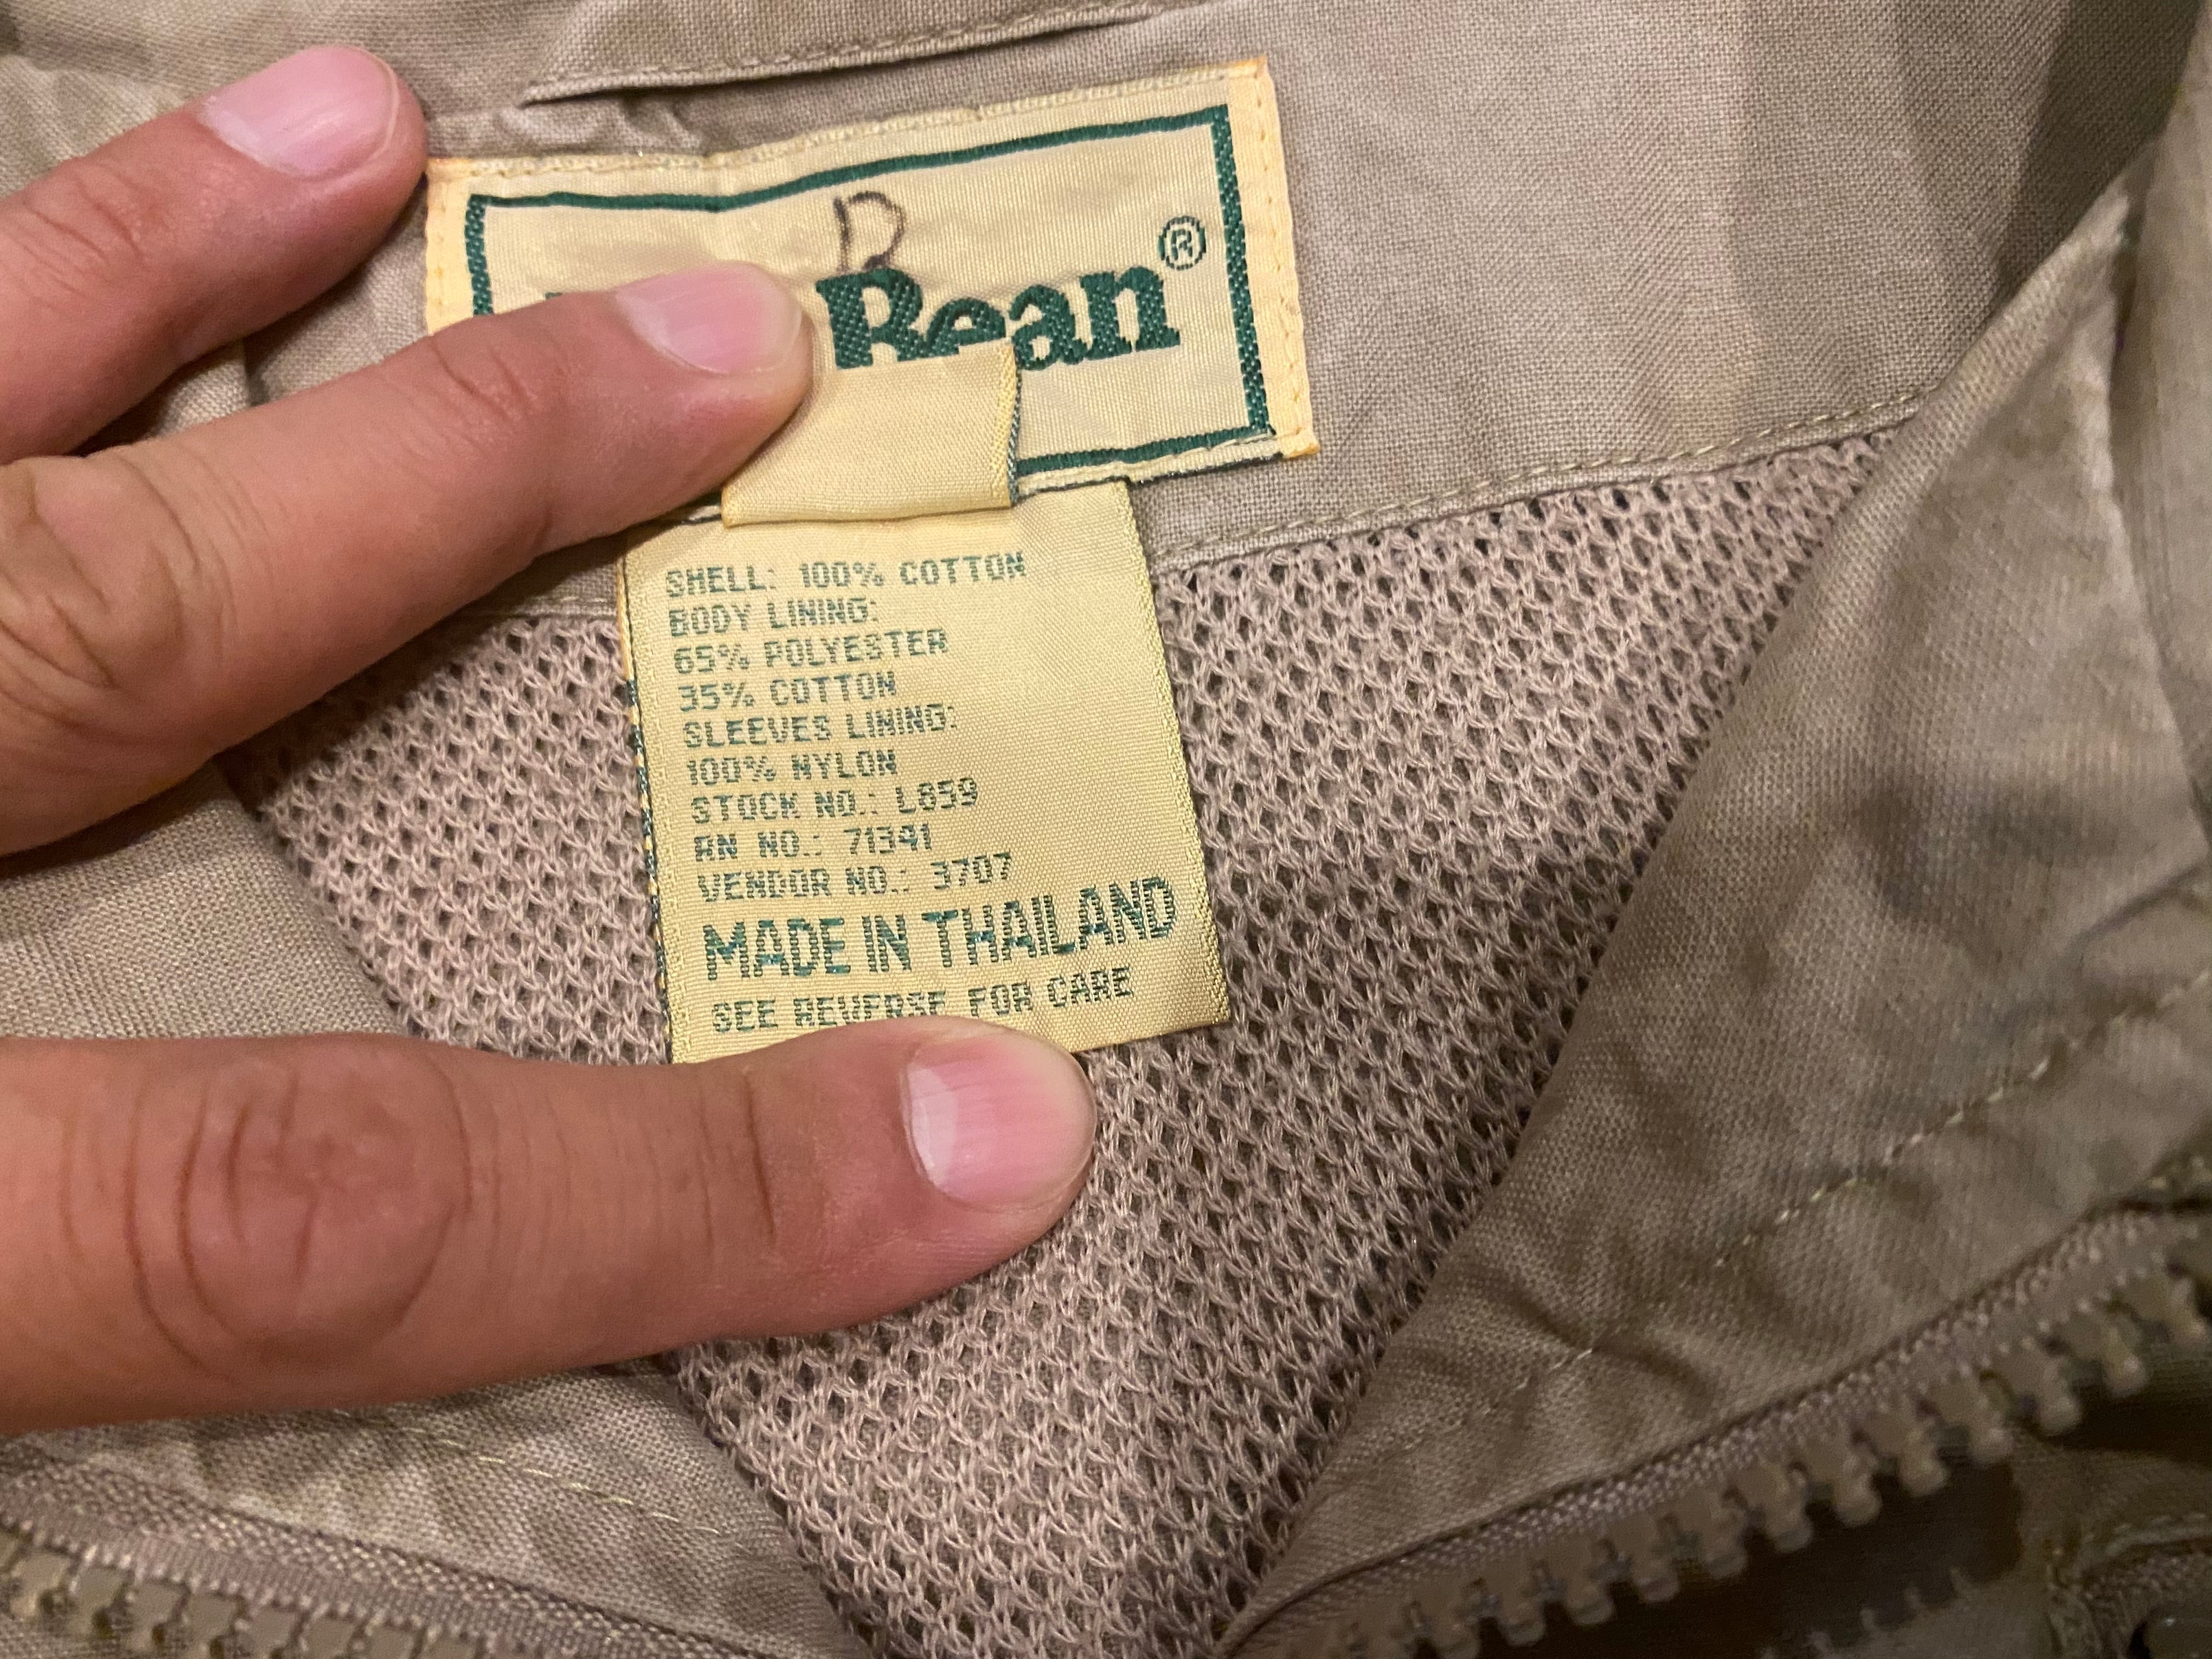 B
Bean®
SHELL: 100% COTTON
BODY LINING:
65% POLYESTER
35% COTTON
SLEEVES LINING:
100% NYLON
STOCK NO.: L859
RN NO.: 71341
VENDOR NO.: 3707
MADE IN THAILAND
SEE REVERSE FOR CARE